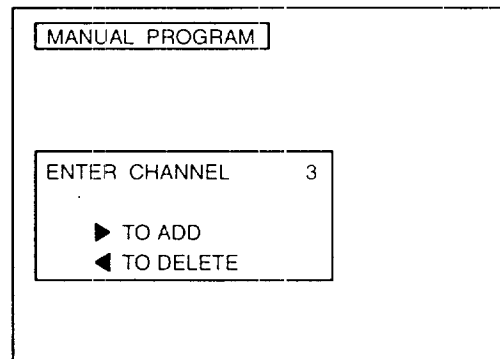 MANUAL PROGRAM
ENTER CHANNEL 3
▶ TO ADD
◀ TO DELETE